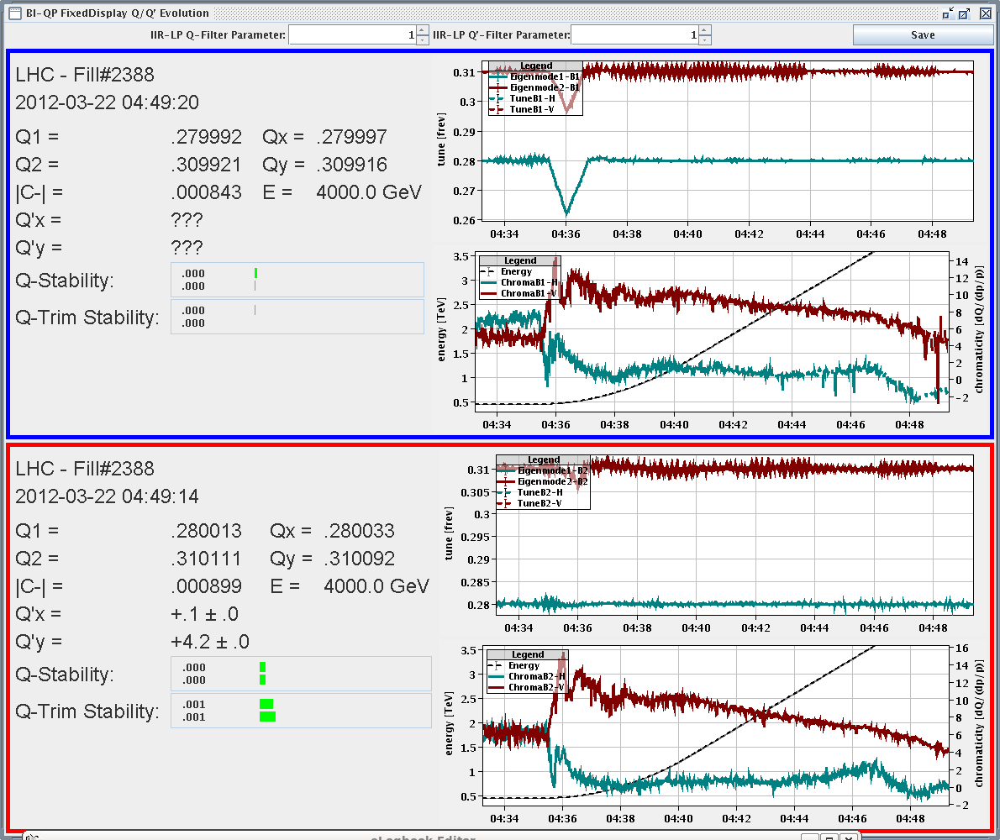 BI-QP FixedDisplay Q/Q' Evolution
IIR-LP Q-Filter Parameter: 1 IIR-LP Q'-Filter Parameter: 1 Save
LHC - Fill#2388
2012-03-22 04:49:20
Q1 = .279992 Qx = .279997
Q2 = .309921 Qy = .309916
|C-| = .000843 E = 4000.0 GeV
Q'x = ???
Q'y = ???
Q-Stability: .000
.000
Q-Trim Stability: .000
.000
Legend
Eigenmode1-B1
Eigenmode2-B1
TuneB1-H
TuneB1-V
tune [frev]
0.31
0.3
0.29
0.28
0.27
0.26
04:34 04:36 04:38 04:40 04:42 04:44 04:46 04:48
Legend
Energy
ChromaB1-H
ChromaB1-V
energy [TeV]
3.5
3
2.5
2
1.5
1
0.5
14
12
10
8
6
4
2
0
-2
chromaticity [dQ/(dp/p)]
04:34 04:36 04:38 04:40 04:42 04:44 04:46 04:48
LHC - Fill#2388
2012-03-22 04:49:14
Q1 = .280013 Qx = .280033
Q2 = .310111 Qy = .310092
|C-| = .000899 E = 4000.0 GeV
Q'x = +.1 ± .0
Q'y = +4.2 ± .0
Q-Stability: .000
.000
Q-Trim Stability: .001
.001
Legend
Eigenmode1-B2
Eigenmode2-B2
TuneB2-H
TuneB2-V
tune [frev]
0.31
0.305
0.3
0.295
0.29
0.285
0.28
04:34 04:36 04:38 04:40 04:42 04:44 04:46 04:48
Legend
Energy
ChromaB2-H
ChromaB2-V
energy [TeV]
3.5
3
2.5
2
1.5
1
0.5
16
14
12
10
8
6
4
2
0
-2
chromaticity [dQ/(dp/p)]
04:34 04:36 04:38 04:40 04:42 04:44 04:46 04:48
eLogbook Editor